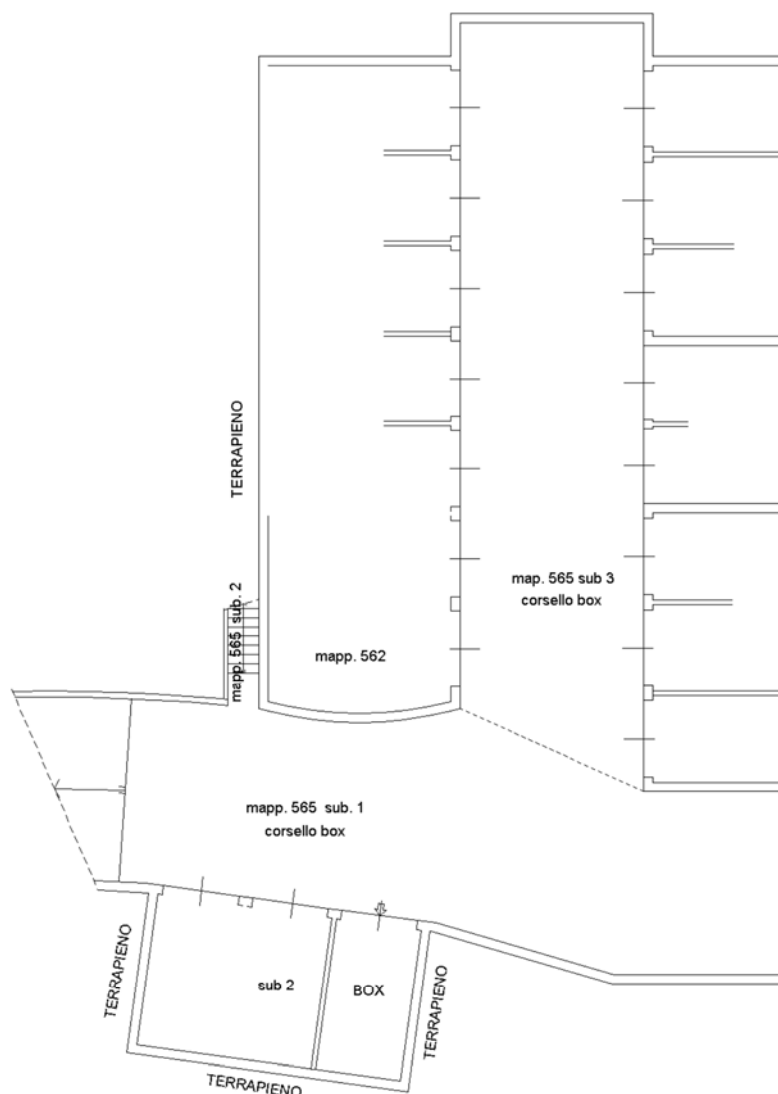 TERRAPIENO
map. 565 sub 3
corsello box
mapp. 565 sub. 2
mapp. 562
mapp. 565 sub. 1
corsello box
TERRAPIENO
sub 2
BOX
TERRAPIENO
TERRAPIENO